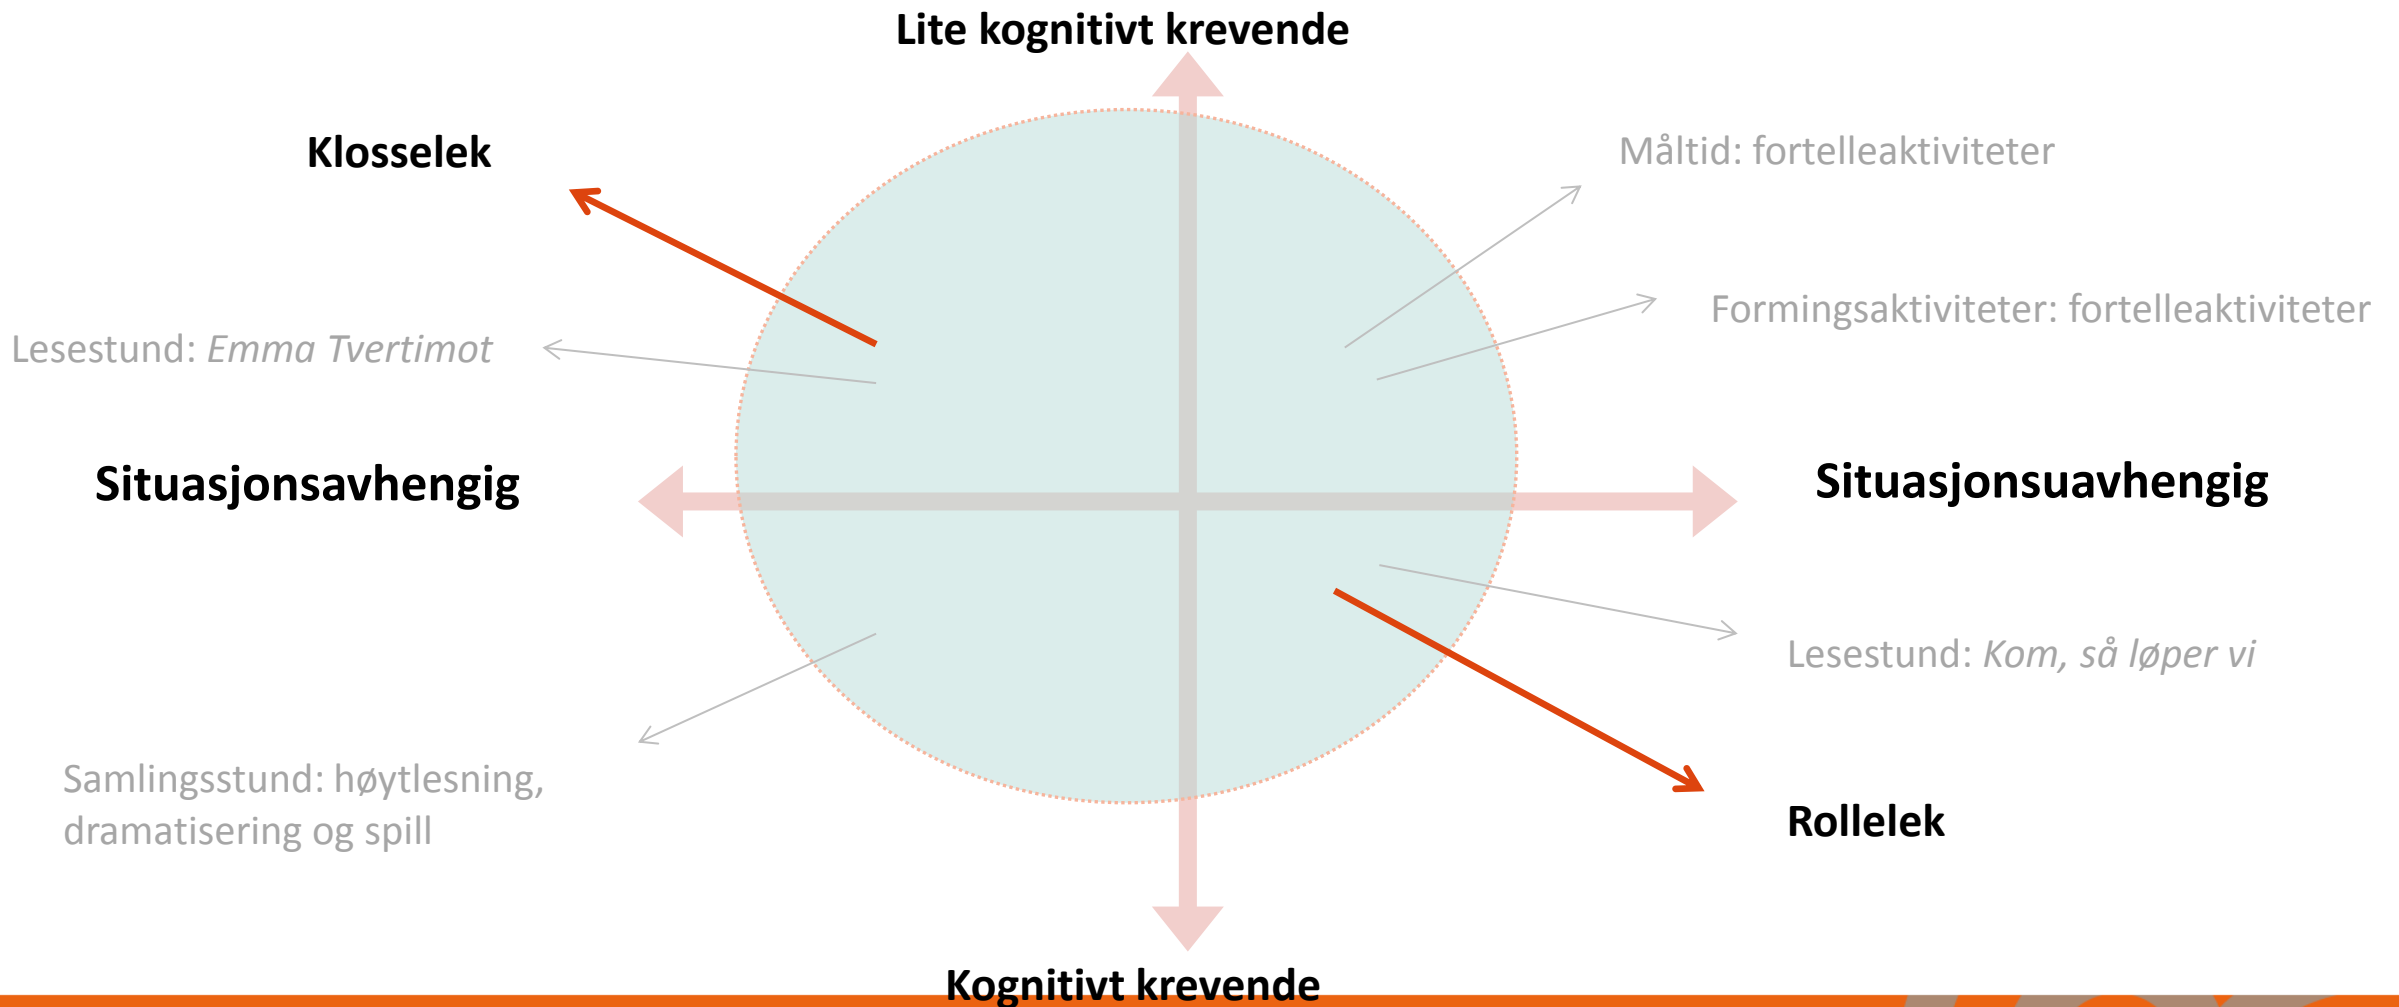 Lite kognitivt krevende
Klosselek
Måltid: fortelleaktiviteter
Formingsaktiviteter: fortelleaktiviteter
Lesestund: Emma Tvertimot
Situasjonsavhengig
Situasjonsuavhengig
Lesestund: Kom, så løper vi
Samlingsstund: høytlesning,
dramatisering og spill
Rollelek
Kognitivt krevende